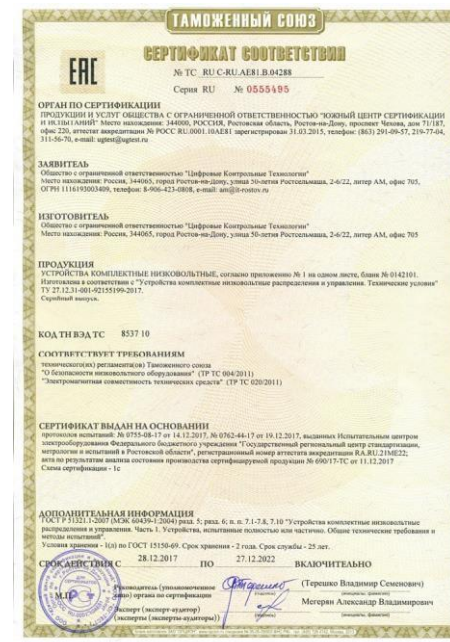 ТАМОЖЕННЫЙ СОЮЗ
ЕАС
СЕРТИФИКАТ СООТВЕТСТВИЯ
№ ТС RU C-RU.АЕ81.В.04288
Серия RU № 0555495
ОРГАН ПО СЕРТИФИКАЦИИ
ПРОДУКЦИИ И УСЛУГ ОБЩЕСТВА С ОГРАНИЧЕННОЙ ОТВЕТСТВЕННОСТЬЮ "ЮЖНЫЙ ЦЕНТР СЕРТИФИКАЦИИ
И ИСПЫТАНИЙ" Место нахождения: 344000, РОССИЯ, Ростовская область, Ростов-на-Дону, проспект Чехова, дом 71/187,
офис 220, аттестат аккредитации № РОСС RU.0001.10АЕ81 зарегистрирован 31.03.2015, телефон: (863) 291-09-57, 219-77-04,
311-56-70, e-mail: ugtest@ugtest.ru
ЗАЯВИТЕЛЬ
Общество с ограниченной ответственностью "Цифровые Контрольные Технологии"
Место нахождения: Россия, 344065, город Ростов-на-Дону, улица 50-летия Ростсельмаша, 2-6/22, литер АМ, офис 705,
ОГРН 1116193003409, телефон: 8-906-423-0808, e-mail: am@it-rostov.ru
ИЗГОТОВИТЕЛЬ
Общество с ограниченной ответственностью "Цифровые Контрольные Технологии"
Место нахождения: Россия, 344065, город Ростов-на-Дону, улица 50-летия Ростсельмаша, 2-6/22, литер АМ, офис 705
ПРОДУКЦИЯ
УСТРОЙСТВА КОМПЛЕКТНЫЕ НИЗКОВОЛЬТНЫЕ, согласно приложению № 1 на одном листе, бланк № 0142101.
Изготовлена в соответствии с "Устройства комплектные низковольтные распределения и управления. Технические условия"
ТУ 27.12.31-001-92155199-2017.
Серийный выпуск.
КОД ТН ВЭД ТС 8537 10
СООТВЕТСТВУЕТ ТРЕБОВАНИЯМ
технического(их) регламента(ов) Таможенного союза
"О безопасности низковольтного оборудования" (ТР ТС 004/2011)
"Электромагнитная совместимость технических средств" (ТР ТС 020/2011)
СЕРТИФИКАТ ВЫДАН НА ОСНОВАНИИ
протоколов испытаний: № 0755-08-17 от 14.12.2017, № 0762-44-17 от 19.12.2017, выданных Испытательным центром
электрооборудования Федерального бюджетного учреждения "Государственный региональный центр стандартизации,
метрологии и испытаний в Ростовской области", регистрационный номер аттестата аккредитации RA.RU.21МЕ22;
акта по результатам анализа состояния производства сертифицируемой продукции № 690/17-ТС от 11.12.2017
Схема сертификации - 1с
ДОПОЛНИТЕЛЬНАЯ ИНФОРМАЦИЯ
ГОСТ Р 51321.1-2007 (МЭК 60439-1:2004) разд. 5; разд. 6; п. п. 7.1-7.8, 7.10 "Устройства комплектные низковольтные
распределения и управления. Часть 1. Устройства, испытанные полностью или частично. Общие технические требования и
методы испытаний".
Условия хранения - 1(л) по ГОСТ 15150-69. Срок хранения - 2 года. Срок службы - 25 лет.
СРОК ДЕЙСТВИЯ С 28.12.2017 ПО 27.12.2022 ВКЛЮЧИТЕЛЬНО
М.П.
Руководитель (уполномоченное
лицо) органа по сертификации
(подпись)
(Терешко Владимир Семенович)
(инициалы, фамилия)
Эксперт (эксперт-аудитор)
(эксперты (эксперты-аудиторы))
(подпись)
Мегерян Александр Владимирович
(инициалы, фамилия)